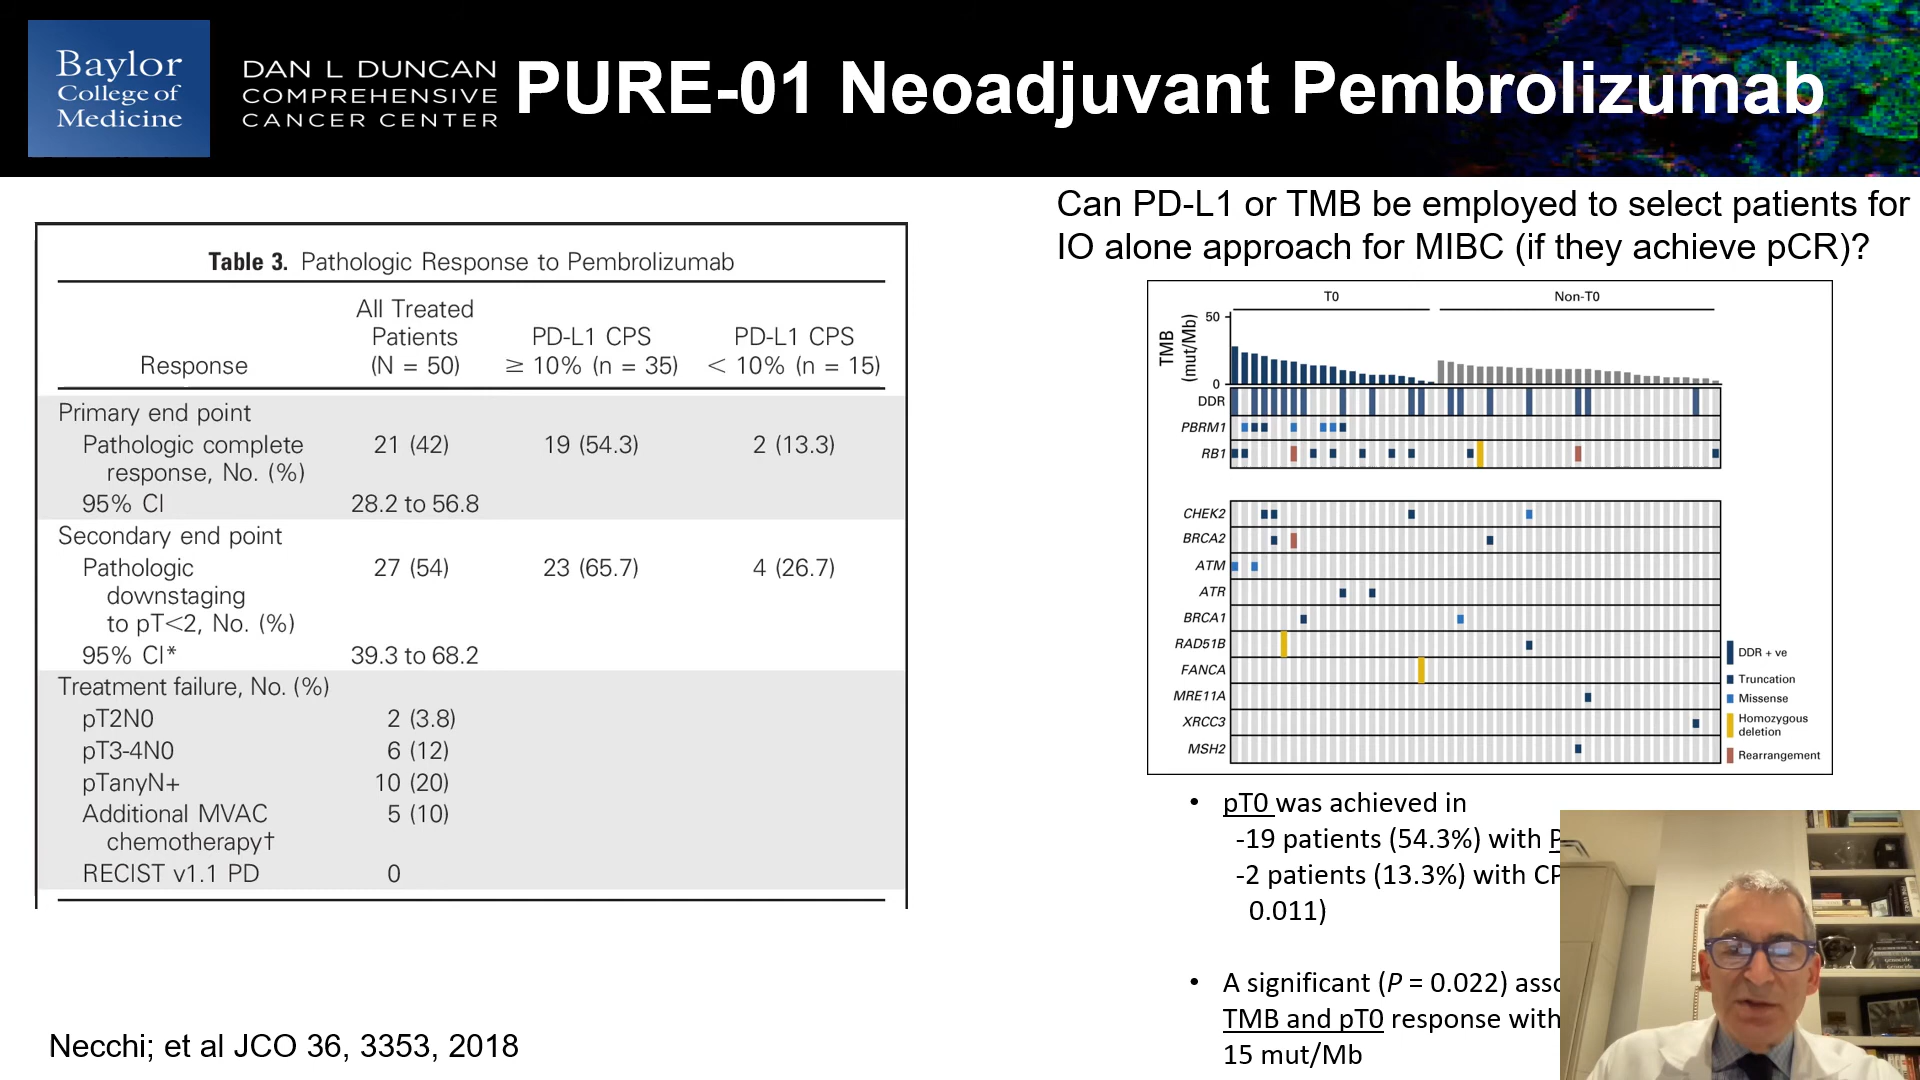 Baylor
College of
Medicine
DAN L DUNCAN
COMPREHENSIVE
CANCER CENTER
PURE-01 Neoadjuvant Pembrolizumab
Table 3. Pathologic Response to Pembrolizumab
Response
All Treated
Patients
(N = 50)
PD-L1 CPS
≥ 10% (n = 35)
PD-L1 CPS
< 10% (n = 15)
Primary end point
Pathologic complete
response, No. (%)
21 (42)
19 (54.3)
2 (13.3)
95% CI
28.2 to 56.8
Secondary end point
Pathologic
downstaging
to pT<2, No. (%)
27 (54)
23 (65.7)
4 (26.7)
95% CI*
39.3 to 68.2
Treatment failure, No. (%)
pT2N0
2 (3.8)
pT3-4N0
6 (12)
pTanyN+
10 (20)
Additional MVAC
chemotherapy†
5 (10)
RECIST v1.1 PD
0
Necchi; et al JCO 36, 3353, 2018
Can PD-L1 or TMB be employed to select patients for
IO alone approach for MIBC (if they achieve pCR)?
T0
Non-T0
TMB
(mut/Mb)
50
0
DDR
PBRM1
RB1
CHEK2
BRCA2
ATM
ATR
BRCA1
RAD51B
FANCA
MRE11A
XRCC3
MSH2
DDR + ve
Truncation
Missense
Homozygous
deletion
Rearrangement
• pT0 was achieved in
-19 patients (54.3%) with
-2 patients (13.3%) with CP
0.011)
• A significant (P = 0.022) asso
TMB and pT0 response with
15 mut/Mb